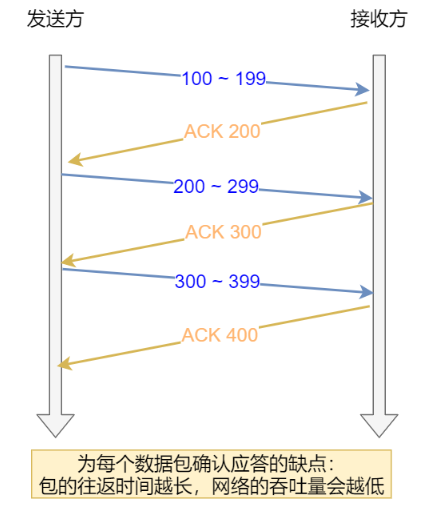 发送方
接收方
100 ~ 199
ACK 200
200 ~ 299
ACK 300
300 ~ 399
ACK 400
为每个数据包确认应答的缺点:
包的往返时间越长，网络的吞吐量会越低